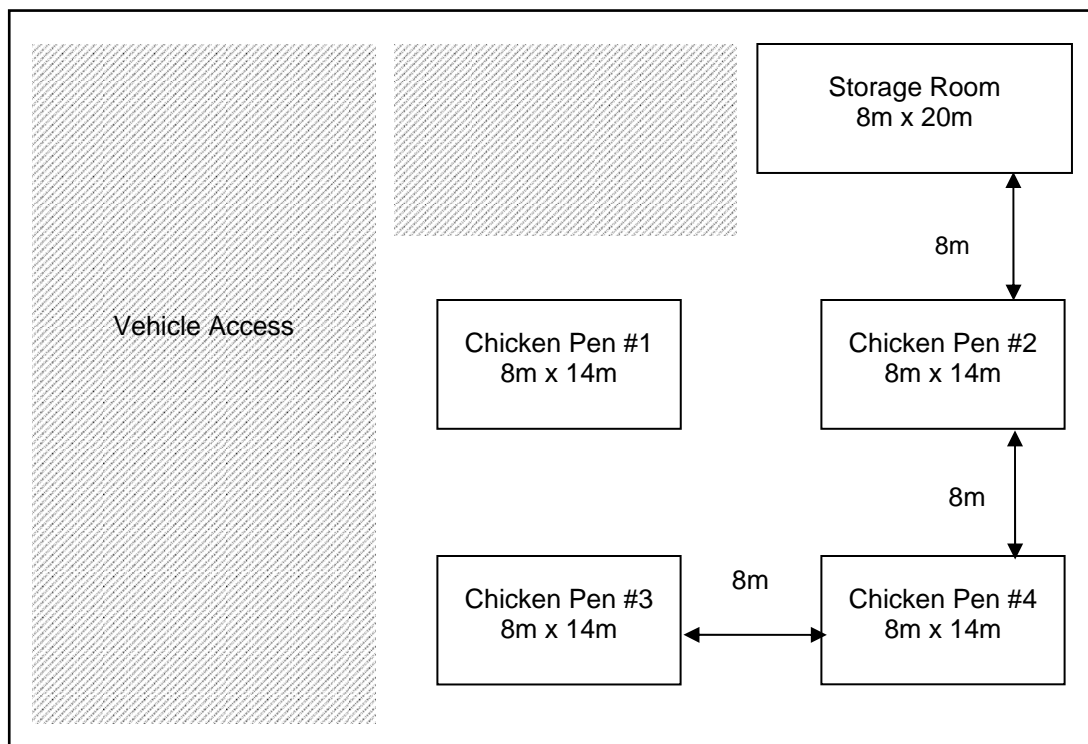 Storage Room
8m x 20m
8m
Vehicle Access
Chicken Pen #1
8m x 14m
Chicken Pen #2
8m x 14m
8m
Chicken Pen #3
8m x 14m
8m
Chicken Pen #4
8m x 14m